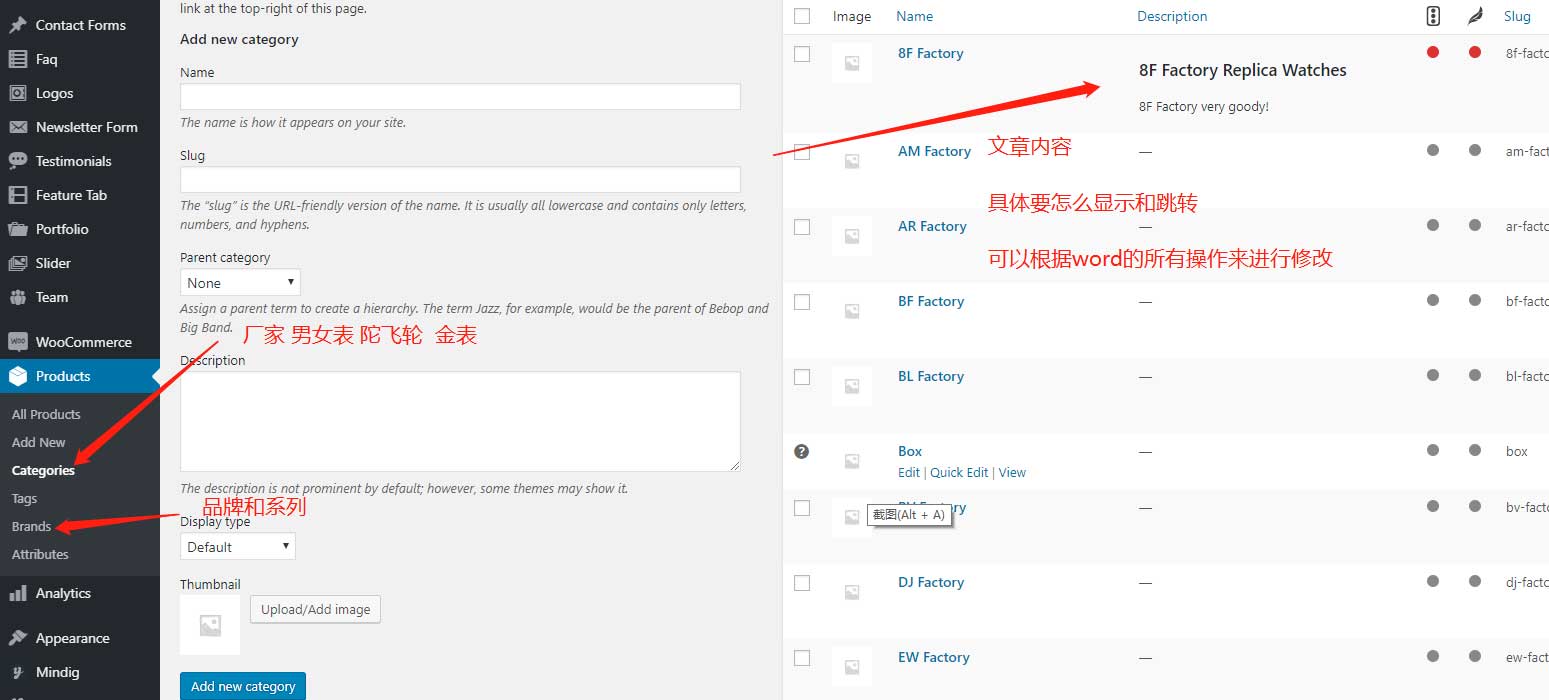 Contact Forms
Faq
Logos
Newsletter Form
Testimonials
Feature Tab
Portfolio
Slider
Team
WooCommerce
Products
All Products
Add New
Categories
Tags
Brands
Attributes
Analytics
Appearance
Mindig
link at the top-right of this page.
Add new category
Name
The name is how it appears on your site.
Slug
The "slug" is the URL-friendly version of the name. It is usually all lowercase and contains only letters,
numbers, and hyphens.
Parent category
None
Assign a parent term to create a hierarchy. The term Jazz, for example, would be the parent of Bebop and
Big Band.
厂家 男女表 陀飞轮 金表
Description
The description is not prominent by default; however, some themes may show it.
品牌和系列
Display type
Default
Thumbnail
Upload/Add image
Add new category
Image Name Description Slug
8F Factory 8f-facto
8F Factory Replica Watches
8F Factory very goody!
AM Factory — am-fact
文章内容
具体要怎么显示和跳转
AR Factory — ar-facto
可以根据word的所有操作来进行修改
BF Factory — bf-facto
BL Factory — bl-facto
Box — box
Edit | Quick Edit | View
— bv-facto
截图(Alt + A)
DJ Factory — dj-facto
EW Factory — ew-fact